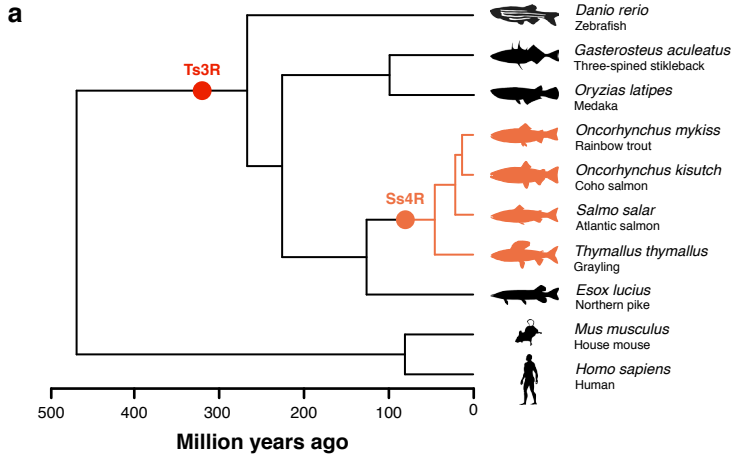 a
Danio rerio
Zebrafish
Gasterosteus aculeatus
Three-spined stikleback
Ts3R
Oryzias latipes
Medaka
Oncorhynchus mykiss
Rainbow trout
Oncorhynchus kisutch
Coho salmon
Ss4R
Salmo salar
Atlantic salmon
Thymallus thymallus
Grayling
Esox lucius
Northern pike
Mus musculus
House mouse
Homo sapiens
Human
500 400 300 200 100 0
Million years ago